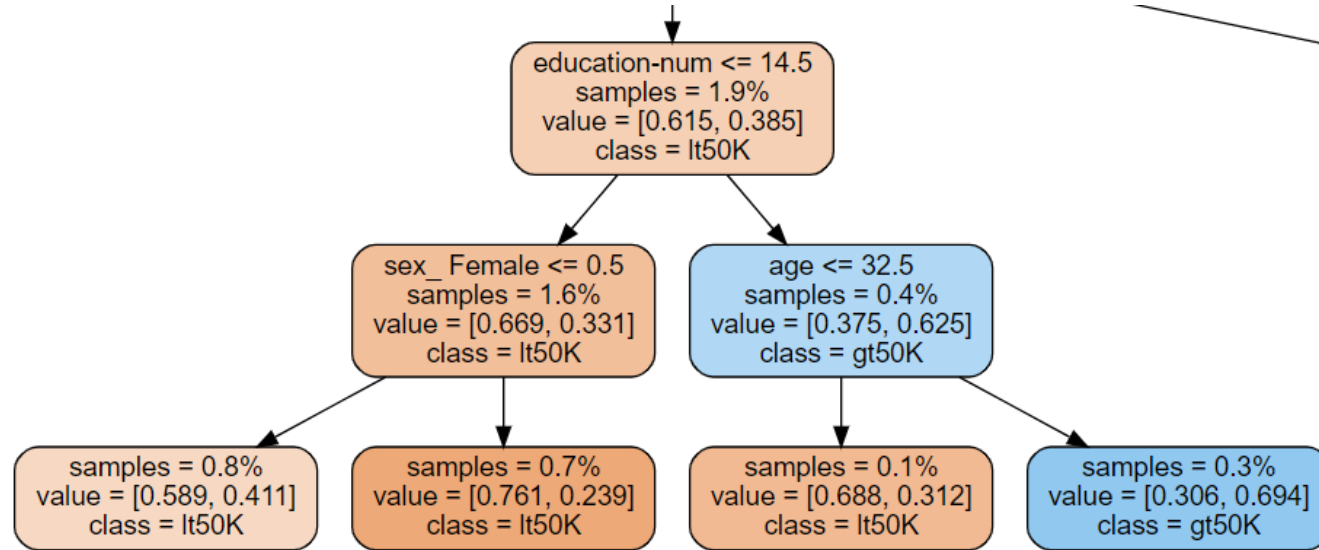 education-num <= 14.5
samples = 1.9%
value = [0.615, 0.385]
class = lt50K
sex_ Female <= 0.5
samples = 1.6%
value = [0.669, 0.331]
class = lt50K
age <= 32.5
samples = 0.4%
value = [0.375, 0.625]
class = gt50K
samples = 0.8%
value = [0.589, 0.411]
class = lt50K
samples = 0.7%
value = [0.761, 0.239]
class = lt50K
samples = 0.1%
value = [0.688, 0.312]
class = lt50K
samples = 0.3%
value = [0.306, 0.694]
class = gt50K